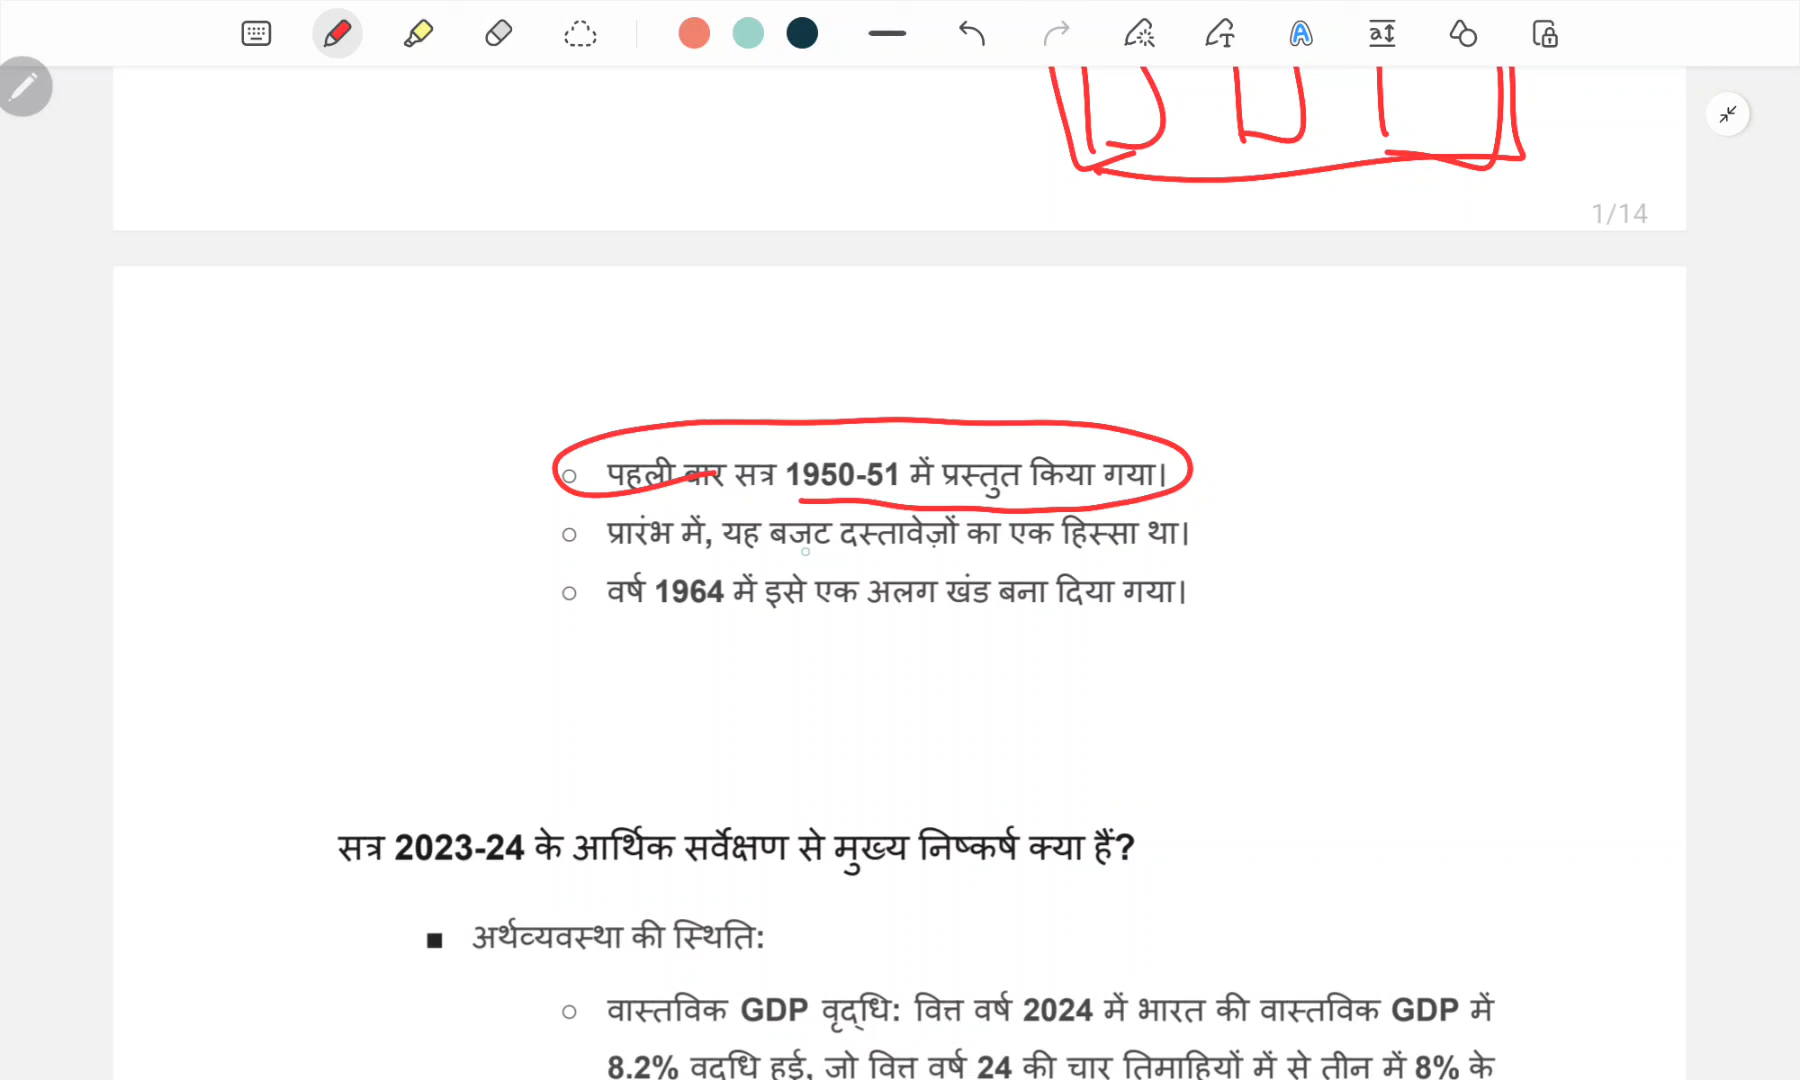 1/14
○ पहली बार सत्र 1950-51 में प्रस्तुत किया गया।
○ प्रारंभ में, यह बजट दस्तावेज़ों का एक हिस्सा था।
○ वर्ष 1964 में इसे एक अलग खंड बना दिया गया।
सत्र 2023-24 के आर्थिक सर्वेक्षण से मुख्य निष्कर्ष क्या हैं?
■ अर्थव्यवस्था की स्थिति:
○ वास्तविक GDP वृद्धि: वित्त वर्ष 2024 में भारत की वास्तविक GDP में
8.2% वृद्धि हुई, जो वित्त वर्ष 24 की चार तिमाहियों में से तीन में 8% के